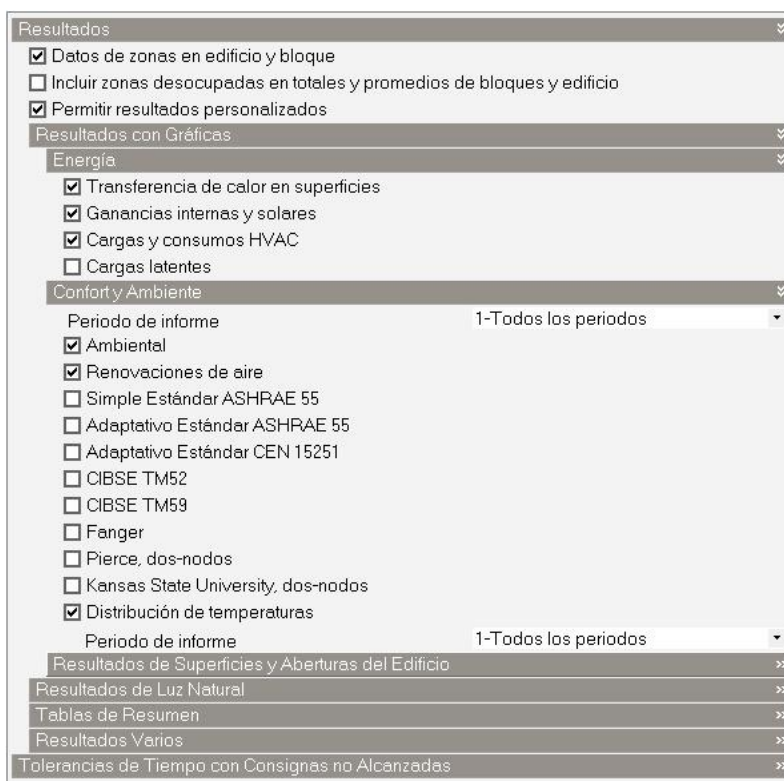 Resultados
Datos de zonas en edificio y bloque
Incluir zonas desocupadas en totales y promedios de bloques y edificio
Permitir resultados personalizados
Resultados con Gráficas
Energía
Transferencia de calor en superficies
Ganancias internas y solares
Cargas y consumos HVAC
Cargas latentes
Confort y Ambiente
Periodo de informe 1-Todos los periodos
Ambiental
Renovaciones de aire
Simple Estándar ASHRAE 55
Adaptativo Estándar ASHRAE 55
Adaptativo Estándar CEN 15251
CIBSE TM52
CIBSE TM59
Fanger
Pierce, dos-nodos
Kansas State University, dos-nodos
Distribución de temperaturas
Periodo de informe 1-Todos los periodos
Resultados de Superficies y Aberturas del Edificio
Resultados de Luz Natural
Tablas de Resumen
Resultados Varios
Tolerancias de Tiempo con Consignas no Alcanzadas